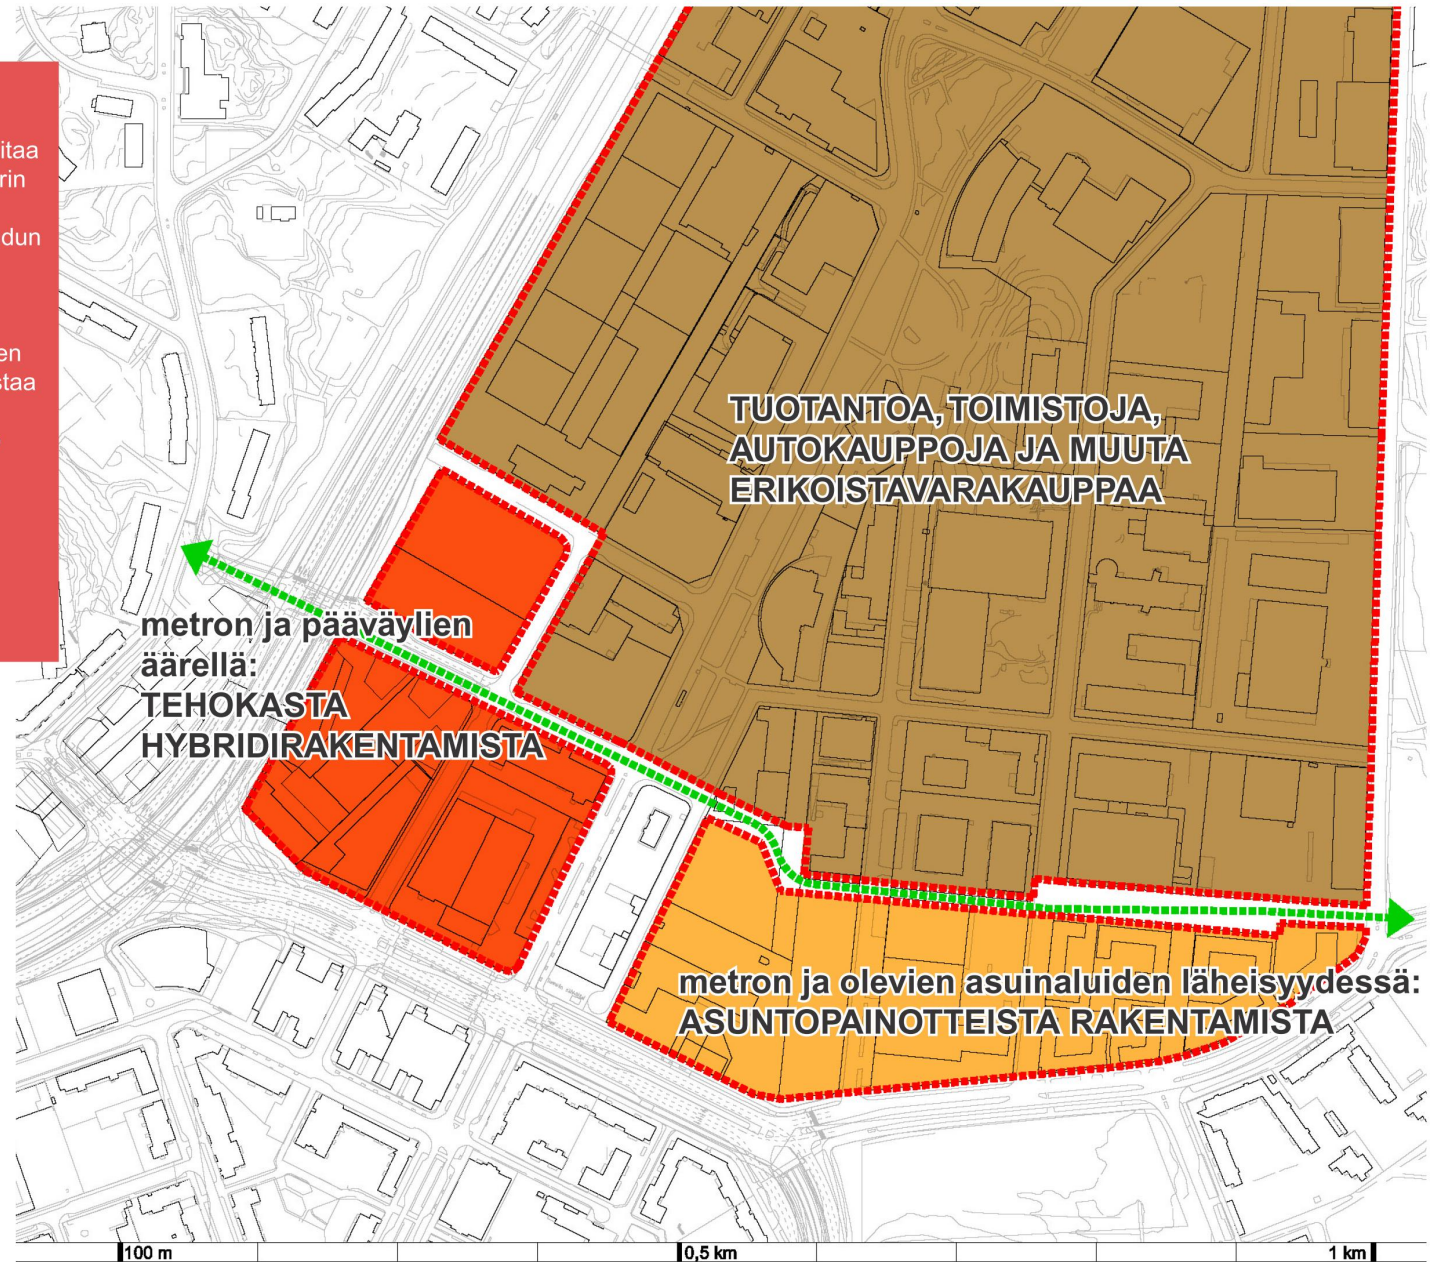 TUOTANTOA, TOIMISTOJA,
AUTOKAUPPOJA JA MUUTA
ERIKOISTAVARAKAUPPAA
metron ja pääväylien
äärellä:
TEHOKASTA
HYBRIDIRAKENTAMISTA
metron ja olevien asuinaluiden läheisyydessä:
ASUNTOPAINOTTEISTA RAKENTAMISTA
100 m
0,5 km
1 km